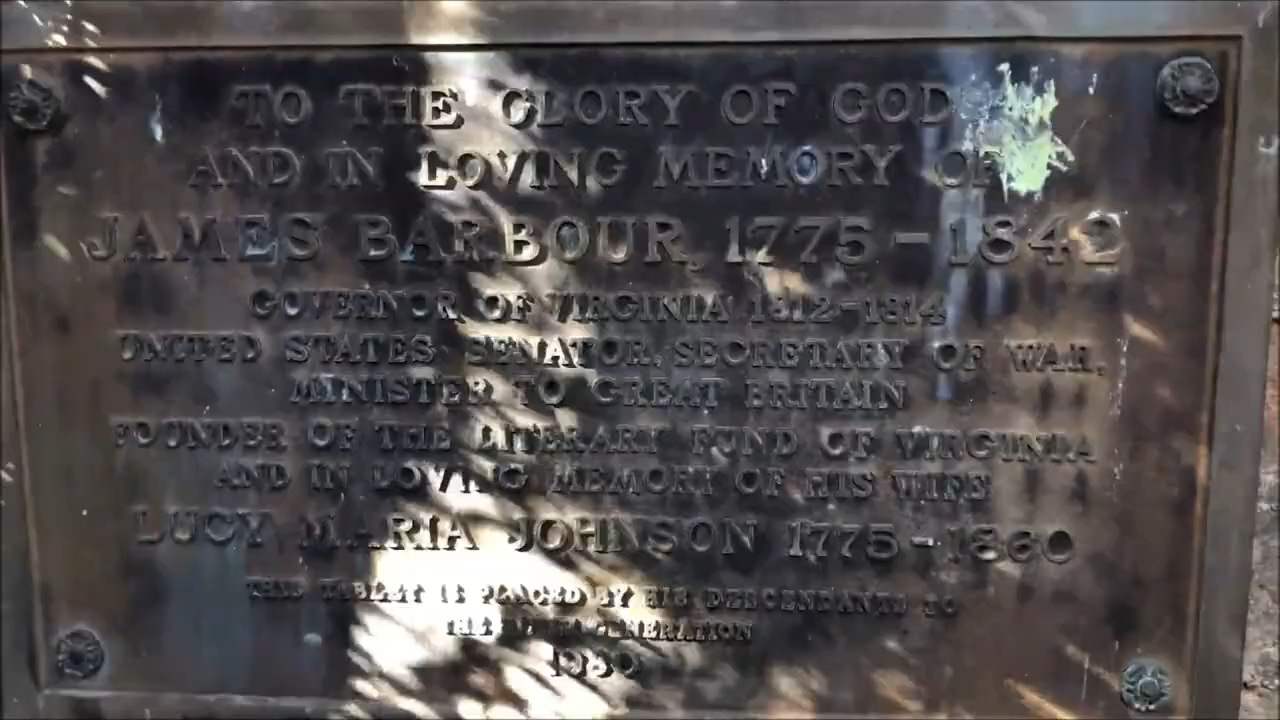 TO THE GLORY OF GOD
AND IN LOVING MEMORY OF
JAMES BARBOUR, 1775-1842
GOVERNOR OF VIRGINIA 1812-1814
UNITED STATES SENATOR, SECRETARY OF WAR,
MINISTER TO GREAT BRITAIN
FOUNDER OF THE LITERARY FUND OF VIRGINIA
AND IN LOVING MEMORY OF HIS WIFE
LUCY MARIA JOHNSON 1775-1860
THIS TABLET IS PLACED BY HIS DESCENDANTS TO
THE GENERATION